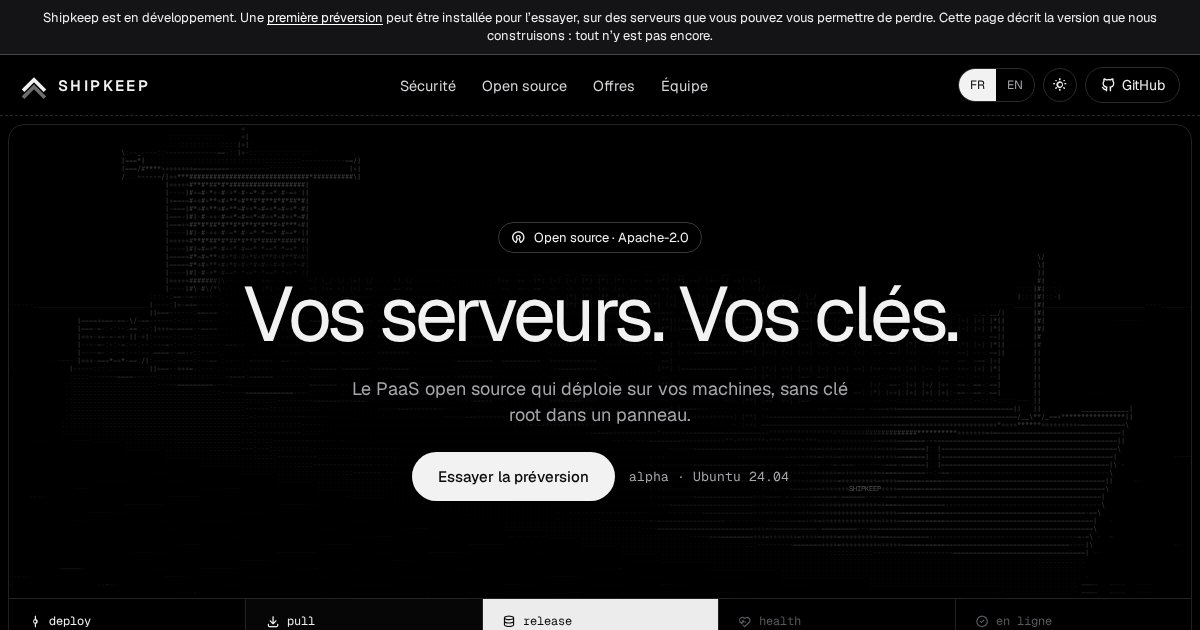 Shipkeep est en développement. Une première préversion peut être installée pour l’essayer, sur des serveurs que vous pouvez vous permettre de perdre. Cette page décrit la version que nous
construisons : tout n’y est pas encore.
SHIPKEEP
Sécurité
Open source
Offres
Équipe
FR
EN
GitHub
Open source · Apache-2.0
Vos serveurs. Vos clés.
Le PaaS open source qui déploie sur vos machines, sans clé
root dans un panneau.
Essayer la préversion
alpha · Ubuntu 24.04
SHIPKEEP
deploy
pull
release
health
en ligne